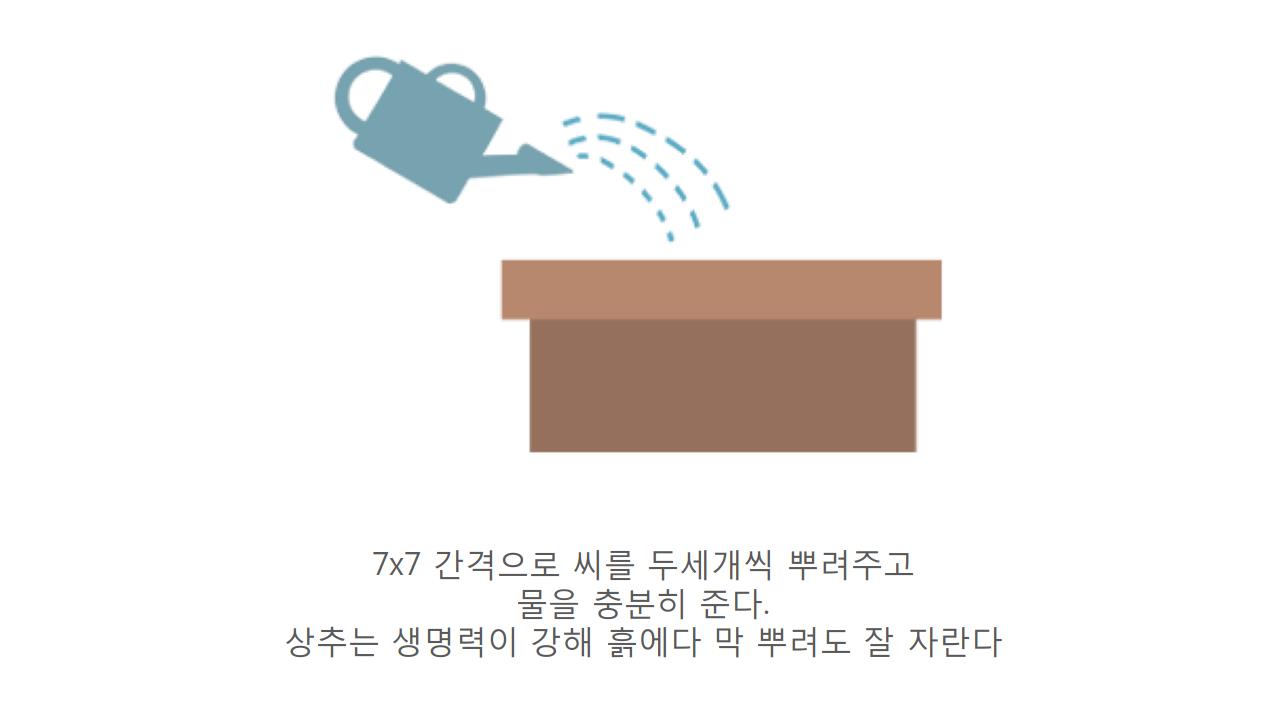 7x7 간격으로 씨를 두세개씩 뿌려주고
물을 충분히 준다.
상추는 생명력이 강해 흙에다 막 뿌려도 잘 자란다